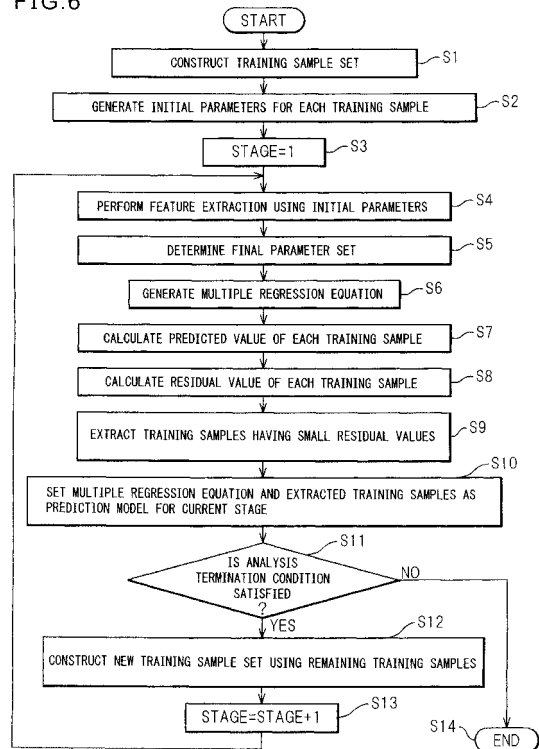 FIG.6
START
CONSTRUCT TRAINING SAMPLE SET
S1
GENERATE INITIAL PARAMETERS FOR EACH TRAINING SAMPLE
S2
STAGE=1
S3
PERFORM FEATURE EXTRACTION USING INITIAL PARAMETERS
S4
DETERMINE FINAL PARAMETER SET
S5
GENERATE MULTIPLE REGRESSION EQUATION
S6
CALCULATE PREDICTED VALUE OF EACH TRAINING SAMPLE
S7
CALCULATE RESIDUAL VALUE OF EACH TRAINING SAMPLE
S8
EXTRACT TRAINING SAMPLES HAVING SMALL RESIDUAL VALUES
S9
SET MULTIPLE REGRESSION EQUATION AND EXTRACTED TRAINING SAMPLES AS
PREDICTION MODEL FOR CURRENT STAGE
S10
IS ANALYSIS
TERMINATION CONDITION
SATISFIED
?
S11
NO
YES
CONSTRUCT NEW TRAINING SAMPLE SET USING REMAINING TRAINING SAMPLES
S12
STAGE=STAGE+1
S13
S14
END